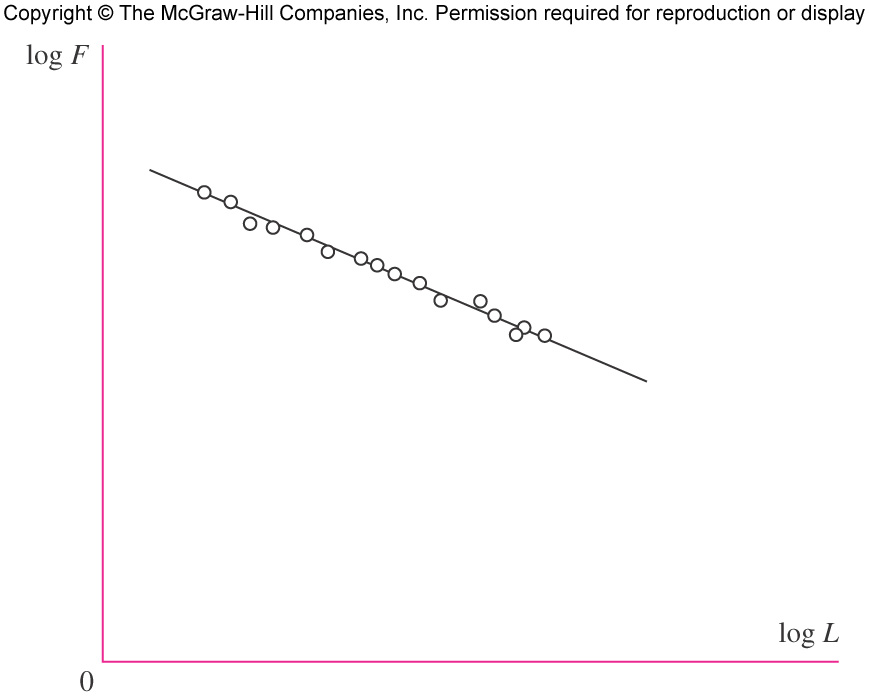 Copyright © The McGraw-Hill Companies, Inc. Permission required for reproduction or display
log F
log L
0